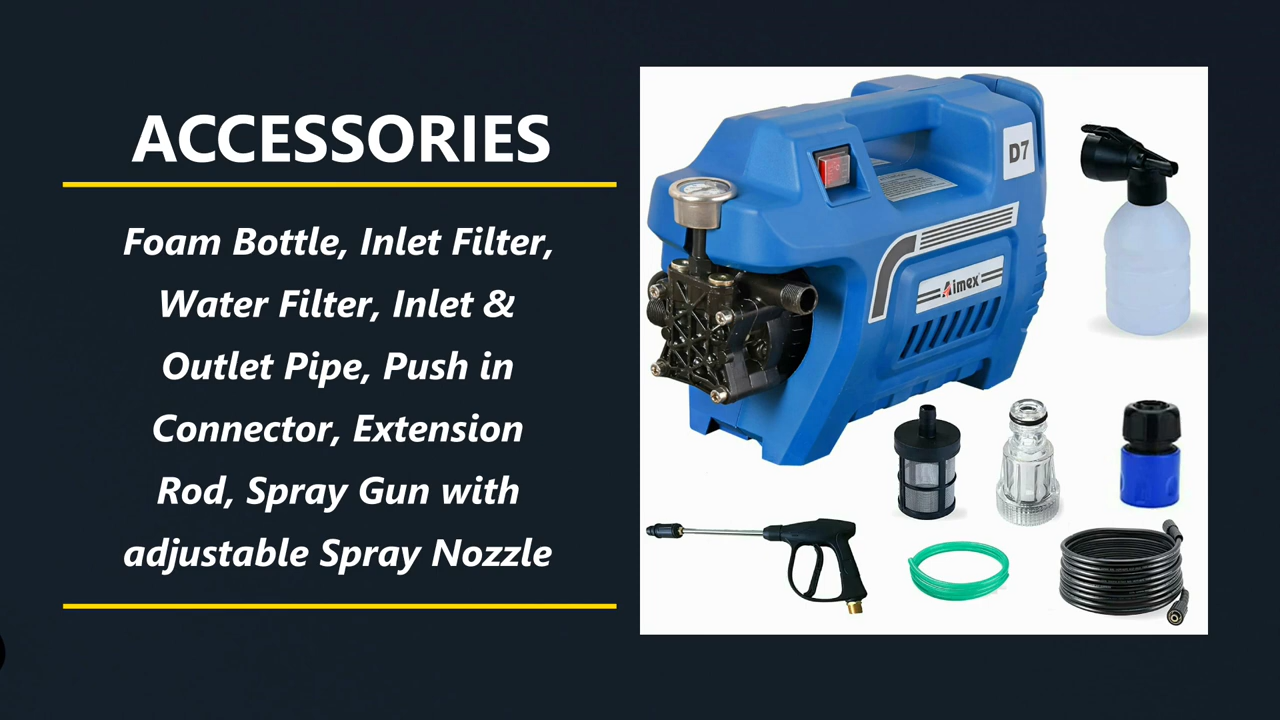 ACCESSORIES
Foam Bottle, Inlet Filter,
Water Filter, Inlet &
Outlet Pipe, Push in
Connector, Extension
Rod, Spray Gun with
adjustable Spray Nozzle
D7
Aimex